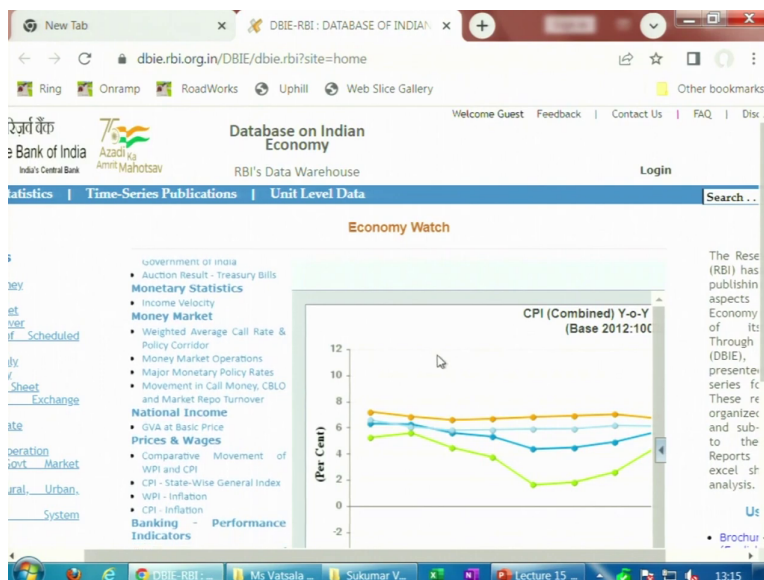 New Tab
DBIE-RBI : DATABASE OF INDIAN
dbie.rbi.org.in/DBIE/dbie.rbi?site=home
Ring Onramp RoadWorks Uphill Web Slice Gallery Other bookmarks
Welcome Guest Feedback | Contact Us | FAQ | Disc
रिज़र्व बैंक
e Bank of India
India's Central Bank
75
Azadi Ka
Amrit Mahotsav
Database on Indian
Economy
RBI's Data Warehouse
Login
tatistics | Time-Series Publications | Unit Level Data
Search . .
Economy Watch
s
ney
et
ver
of Scheduled
ly
y
Sheet
Exchange
ate
peration
Govt Market
ural, Urban,
System
Government of India
Auction Result - Treasury Bills
Monetary Statistics
Income Velocity
Money Market
Weighted Average Call Rate &
Policy Corridor
Money Market Operations
Major Monetary Policy Rates
Movement in Call Money, CBLO
and Market Repo Turnover
National Income
GVA at Basic Price
Prices & Wages
Comparative Movement of
WPI and CPI
CPI - State-Wise General Index
WPI - Inflation
CPI - Inflation
Banking - Performance
Indicators
CPI (Combined) Y-o-Y
(Base 2012:100
(Per Cent)
12
10
8
6
4
2
0
-2
The Rese
(RBI) has
publishin
aspects
Economy
of its
Through
(DBIE),
presente
series fo
These re
organized
and sub-
to the
Reports
excel sh
analysis.
Us
Brochur
DBIE-RBI :... Ms Vatsala ... Sukumar V... Lecture 15 ... 13:15